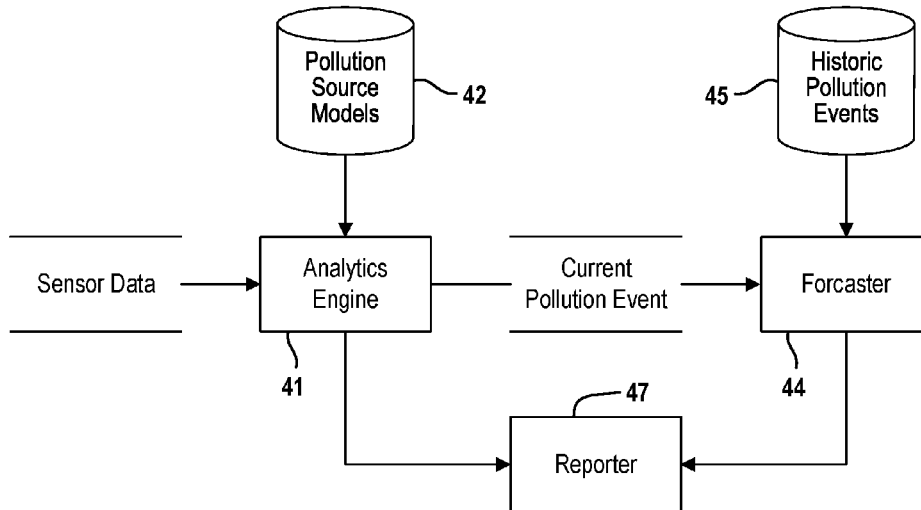 Pollution
Source
Models
42
45
Historic
Pollution
Events
Sensor Data
Analytics
Engine
Current
Pollution Event
Forcaster
41
44
47
Reporter